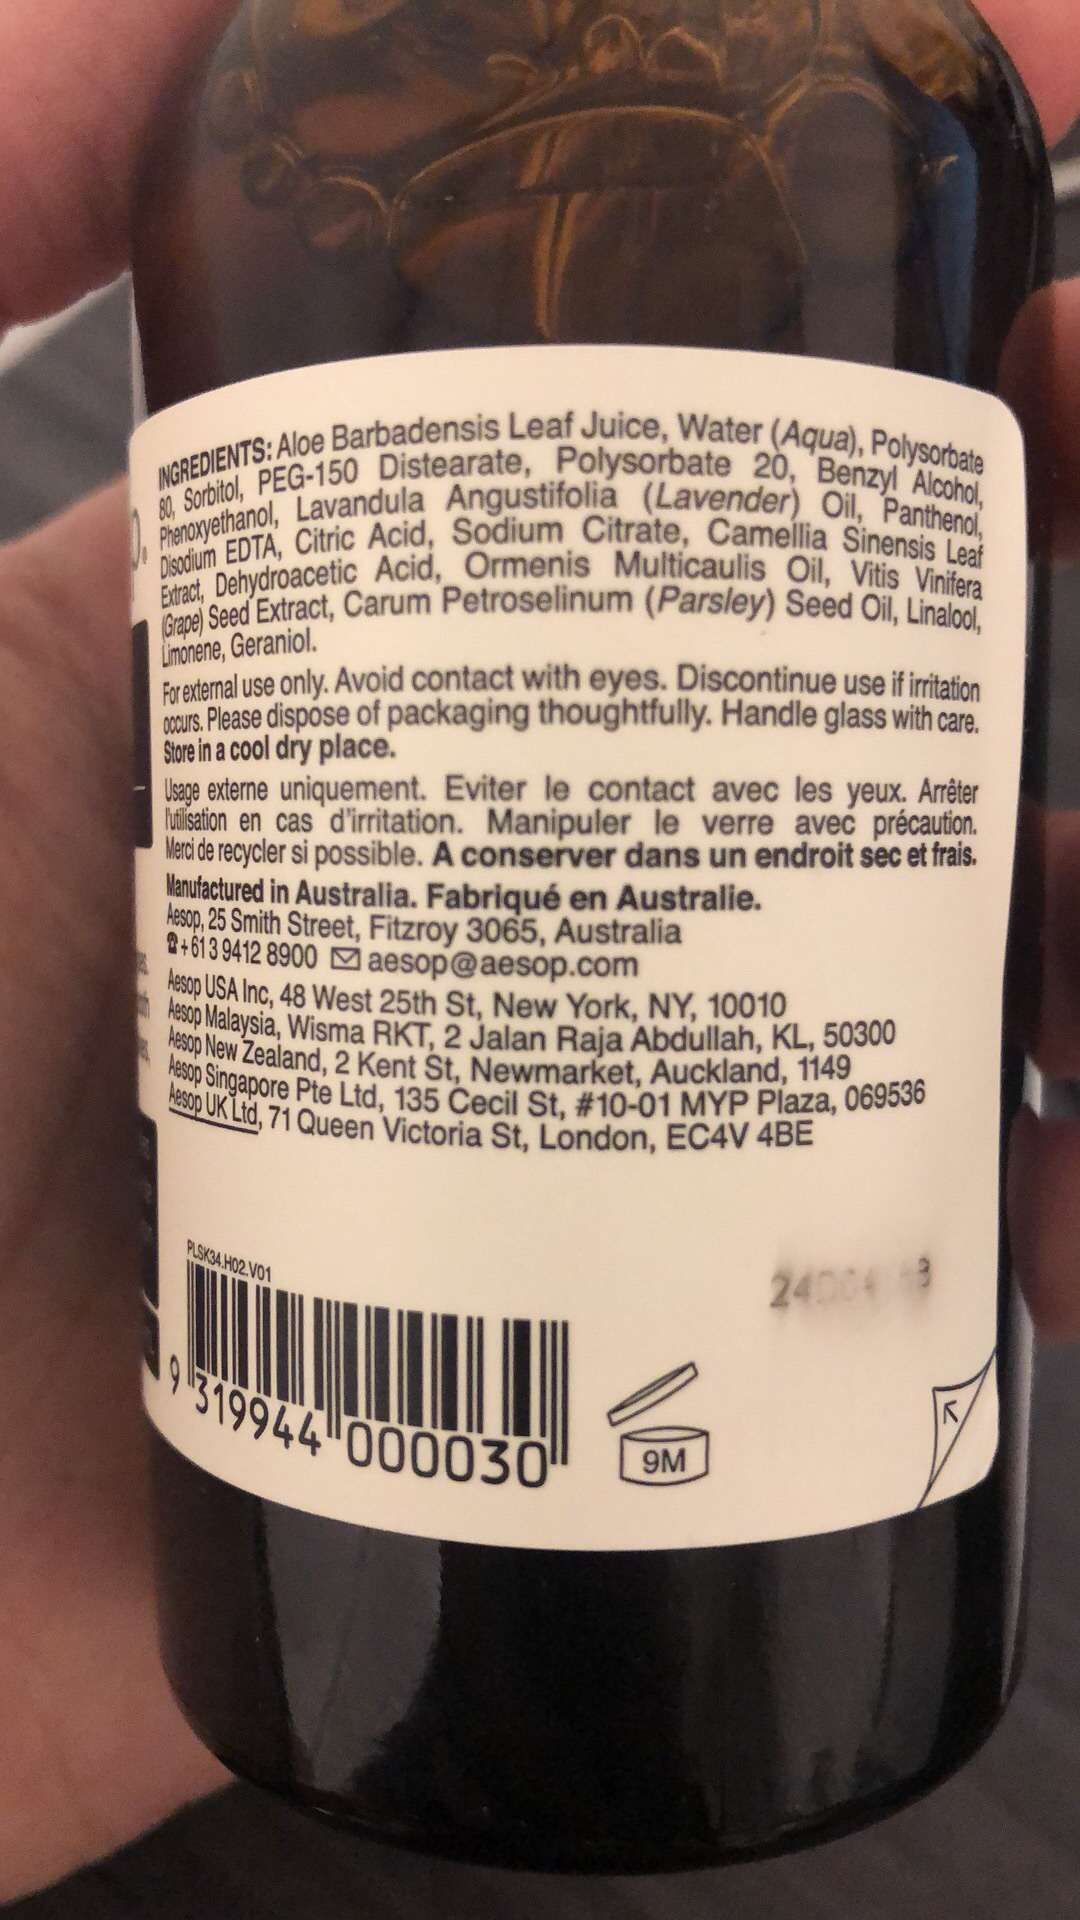 INGREDIENTS: Aloe Barbadensis Leaf Juice, Water (Aqua), Polysorbate
80, Sorbitol, PEG-150 Distearate, Polysorbate 20, Benzyl Alcohol,
Phenoxyethanol, Lavandula Angustifolia (Lavender) Oil, Panthenol,
Disodium EDTA, Citric Acid, Sodium Citrate, Camellia Sinensis Leaf
Extract, Dehydroacetic Acid, Ormenis Multicaulis Oil, Vitis Vinifera
(Grape) Seed Extract, Carum Petroselinum (Parsley) Seed Oil, Linalool,
Limonene, Geraniol.
For external use only. Avoid contact with eyes. Discontinue use if irritation
occurs. Please dispose of packaging thoughtfully. Handle glass with care.
Store in a cool dry place.
Usage externe uniquement. Eviter le contact avec les yeux. Arrêter
l'utilisation en cas d'irritation. Manipuler le verre avec précaution.
Merci de recycler si possible. A conserver dans un endroit sec et frais.
Manufactured in Australia. Fabriqué en Australie.
Aesop, 25 Smith Street, Fitzroy 3065, Australia
☎+61 3 9412 8900 ✉ aesop@aesop.com
Aesop USA Inc, 48 West 25th St, New York, NY, 10010
Aesop Malaysia, Wisma RKT, 2 Jalan Raja Abdullah, KL, 50300
Aesop New Zealand, 2 Kent St, Newmarket, Auckland, 1149
Aesop Singapore Pte Ltd, 135 Cecil St, #10-01 MYP Plaza, 069536
Aesop UK Ltd, 71 Queen Victoria St, London, EC4V 4BE
PLSK34.H02.V01
9 319944 000030
9M